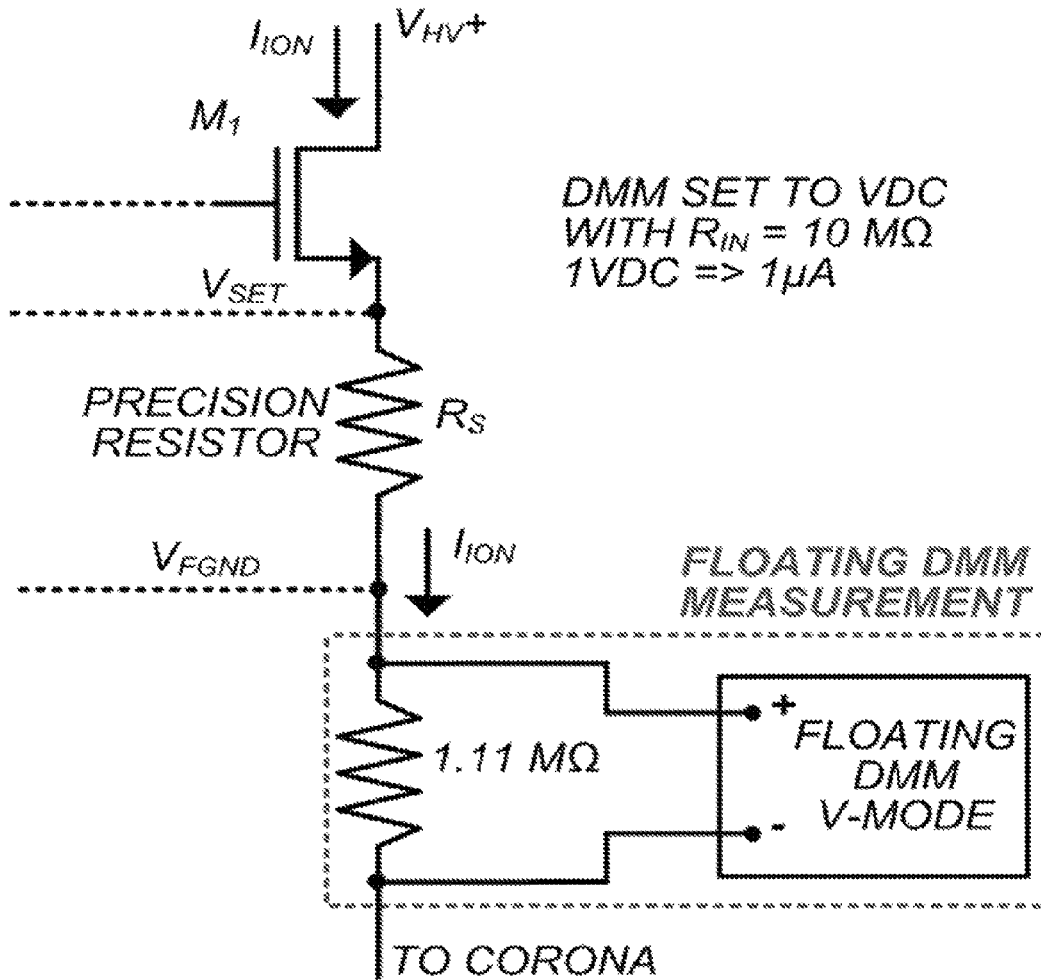 I_ION
V_HV+
M_1
DMM SET TO VDC
WITH R_IN = 10 MΩ
1VDC => 1µA
V_SET
PRECISION
RESISTOR
R_S
V_FGND
I_ION
FLOATING DMM
MEASUREMENT
1.11 MΩ
+
FLOATING
DMM
V-MODE
-
TO CORONA